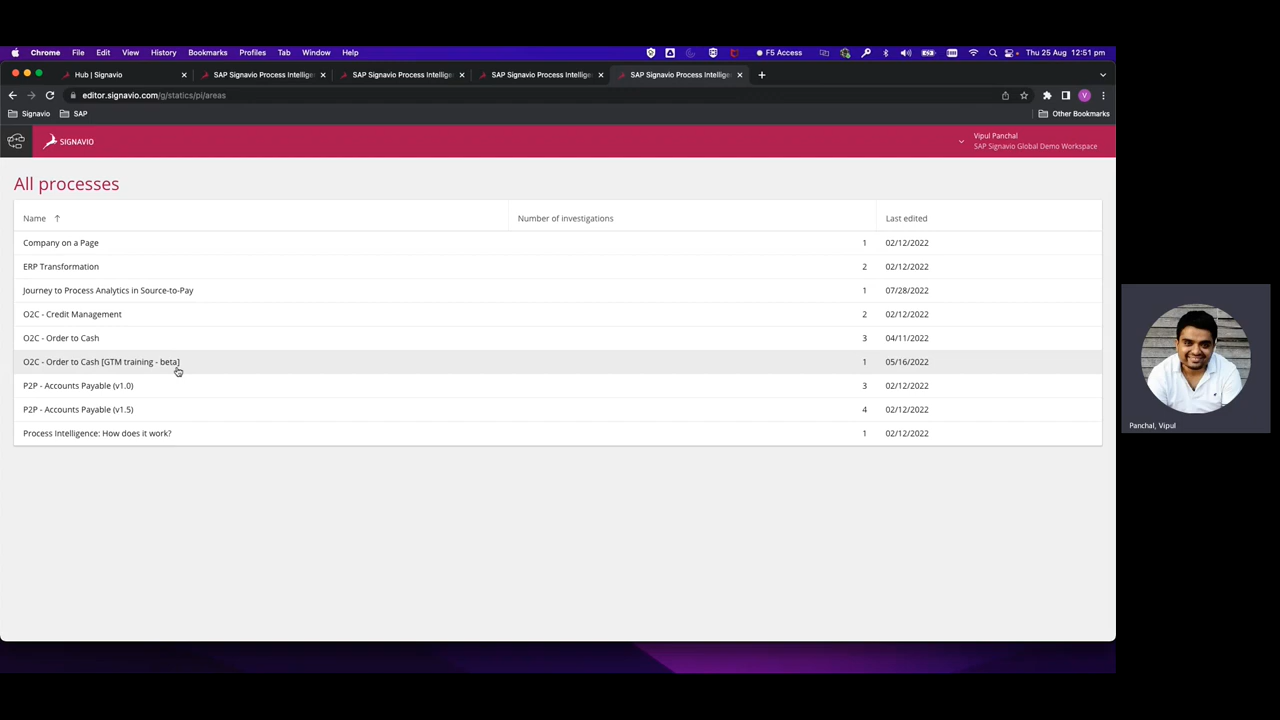 Chrome File Edit View History Bookmarks Profiles Tab Window Help F5 Access Thu 25 Aug 12:51 pm
Hub | Signavio SAP Signavio Process Intellige SAP Signavio Process Intellige SAP Signavio Process Intellige SAP Signavio Process Intellige
editor.signavio.com/g/statics/pi/areas V
Signavio SAP Other Bookmarks
SIGNAVIO
Vipul Panchal
SAP Signavio Global Demo Workspace
All processes
Name ↑ Number of investigations Last edited
Company on a Page 1 02/12/2022
ERP Transformation 2 02/12/2022
Journey to Process Analytics in Source-to-Pay 1 07/28/2022
O2C - Credit Management 2 02/12/2022
O2C - Order to Cash 3 04/11/2022
O2C - Order to Cash [GTM training - beta] 1 05/16/2022
P2P - Accounts Payable (v1.0) 3 02/12/2022
P2P - Accounts Payable (v1.5) 4 02/12/2022
Process Intelligence: How does it work? 1 02/12/2022
Panchal, Vipul